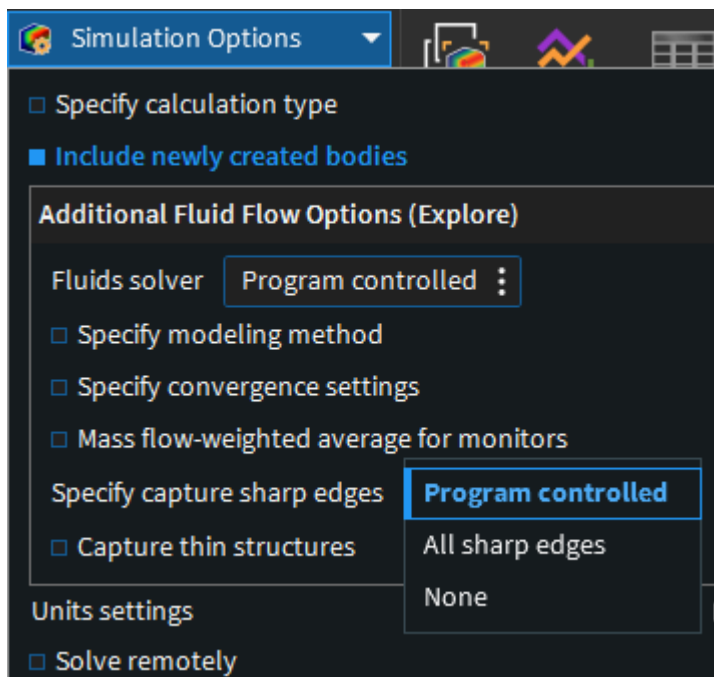 Simulation Options
Specify calculation type
Include newly created bodies
Additional Fluid Flow Options (Explore)
Fluids solver Program controlled
Specify modeling method
Specify convergence settings
Mass flow-weighted average for monitors
Specify capture sharp edges Program controlled
Capture thin structures All sharp edges
None
Units settings
Solve remotely